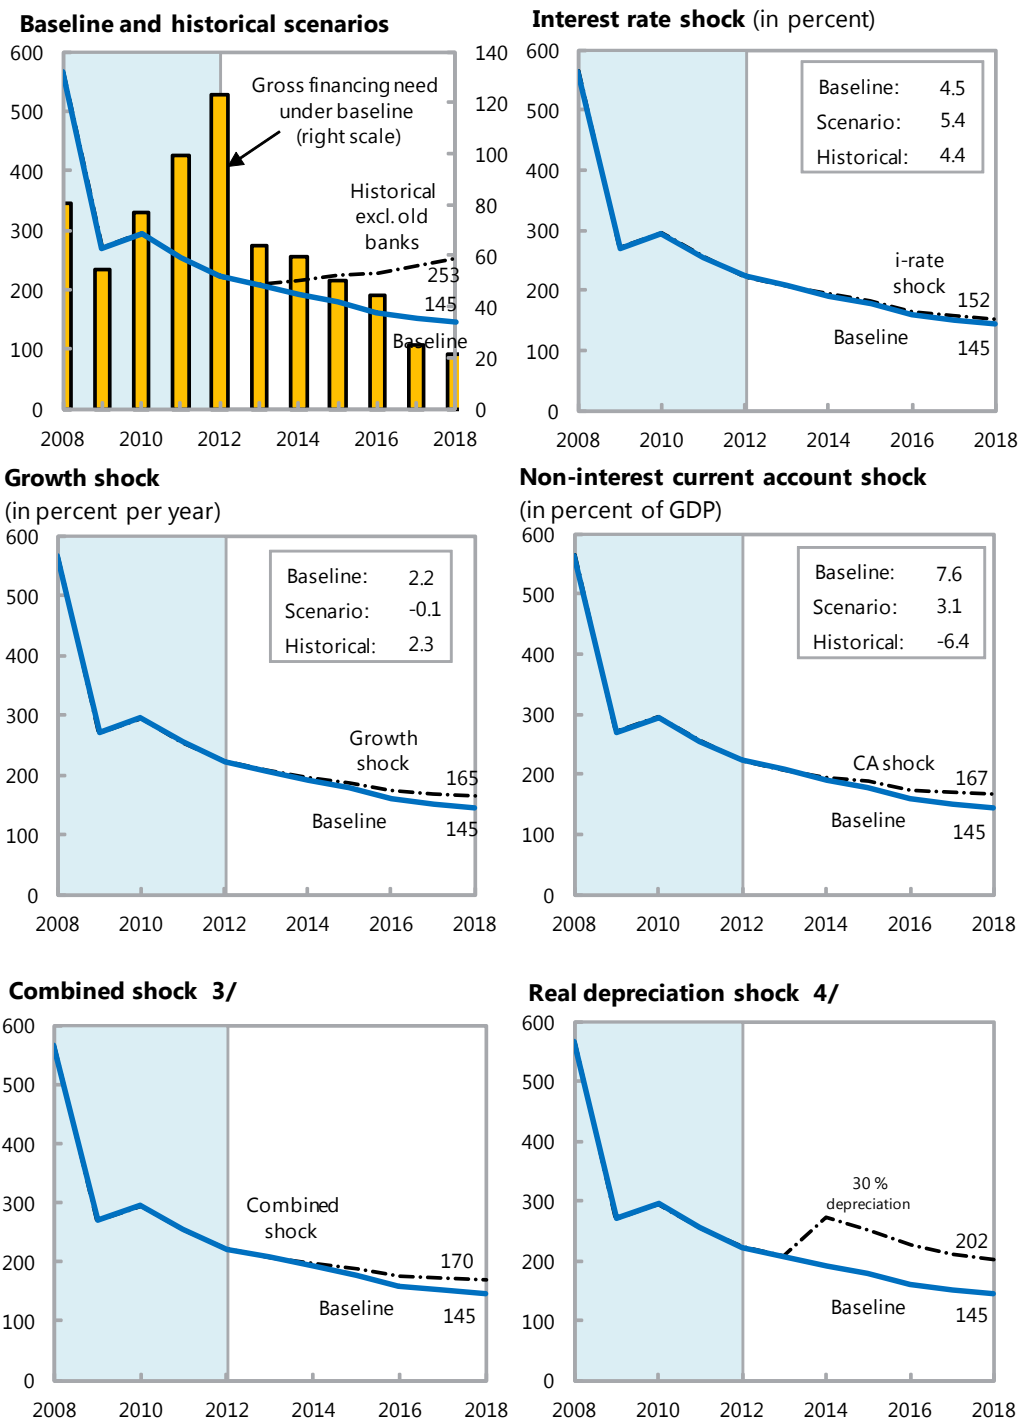 Baseline and historical scenarios
600
500
400
300
200
100
0
140
120
100
80
60
40
20
0
Gross financing need
under baseline
(right scale)
Historical
excl. old
banks
253
145
Baseline
2008
2010
2012
2014
2016
2018
Interest rate shock (in percent)
600
500
400
300
200
100
0
Baseline: 4.5
Scenario: 5.4
Historical: 4.4
i-rate
shock
152
Baseline
145
2008
2010
2012
2014
2016
2018
Growth shock
(in percent per year)
600
500
400
300
200
100
0
Baseline: 2.2
Scenario: -0.1
Historical: 2.3
Growth
shock
165
Baseline
145
2008
2010
2012
2014
2016
2018
Non-interest current account shock
(in percent of GDP)
600
500
400
300
200
100
0
Baseline: 7.6
Scenario: 3.1
Historical: -6.4
CA shock
167
Baseline
145
2008
2010
2012
2014
2016
2018
Combined shock 3/
600
500
400
300
200
100
0
Combined
shock
170
Baseline
145
2008
2010
2012
2014
2016
2018
Real depreciation shock 4/
600
500
400
300
200
100
0
30 %
depreciation
202
Baseline
145
2008
2010
2012
2014
2016
2018